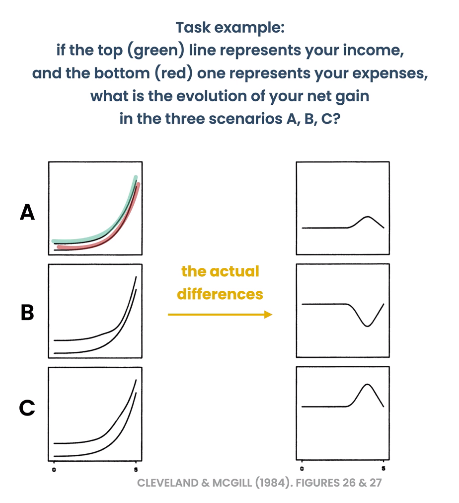 Task example:
if the top (green) line represents your income,
and the bottom (red) one represents your expenses,
what is the evolution of your net gain
in the three scenarios A, B, C?
A
the actual
differences
B
C
0 5 0 5
CLEVELAND & MCGILL (1984). FIGURES 26 & 27